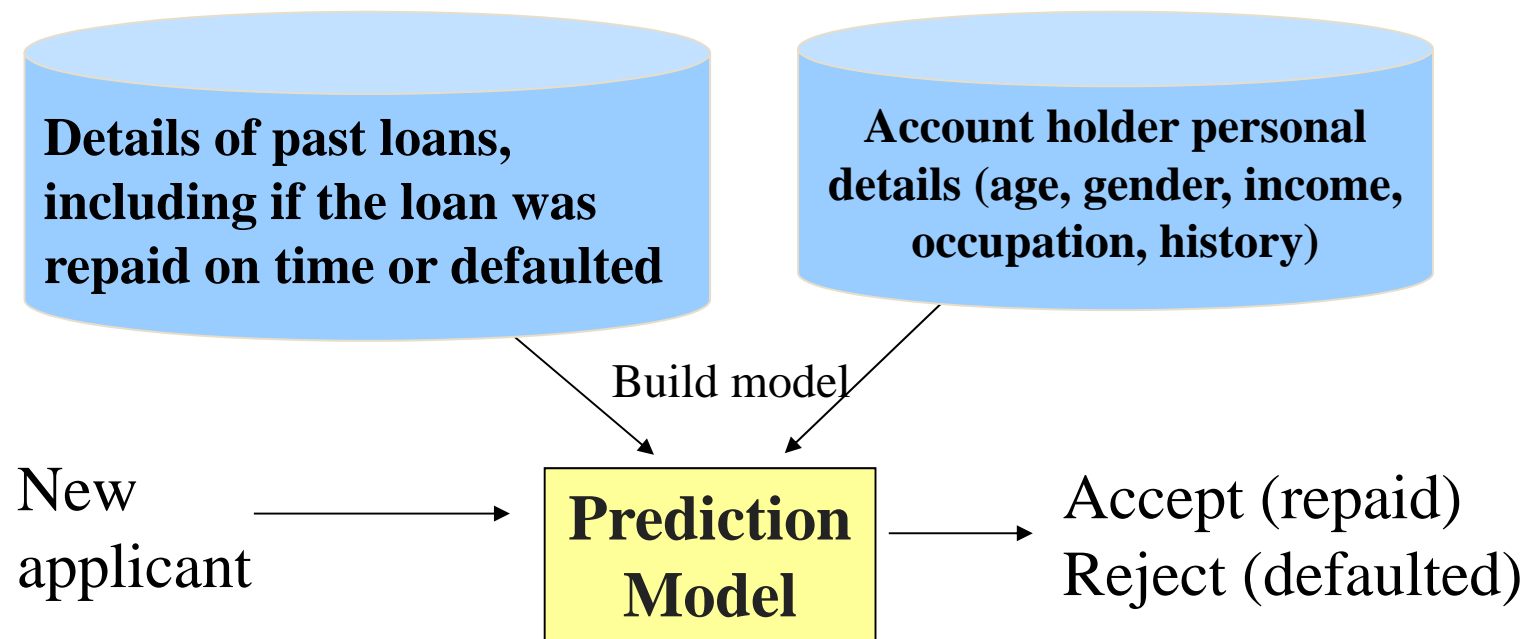 Details of past loans,
including if the loan was
repaid on time or defaulted
Account holder personal
details (age, gender, income,
occupation, history)
Build model
New
applicant
Prediction
Model
Accept (repaid)
Reject (defaulted)